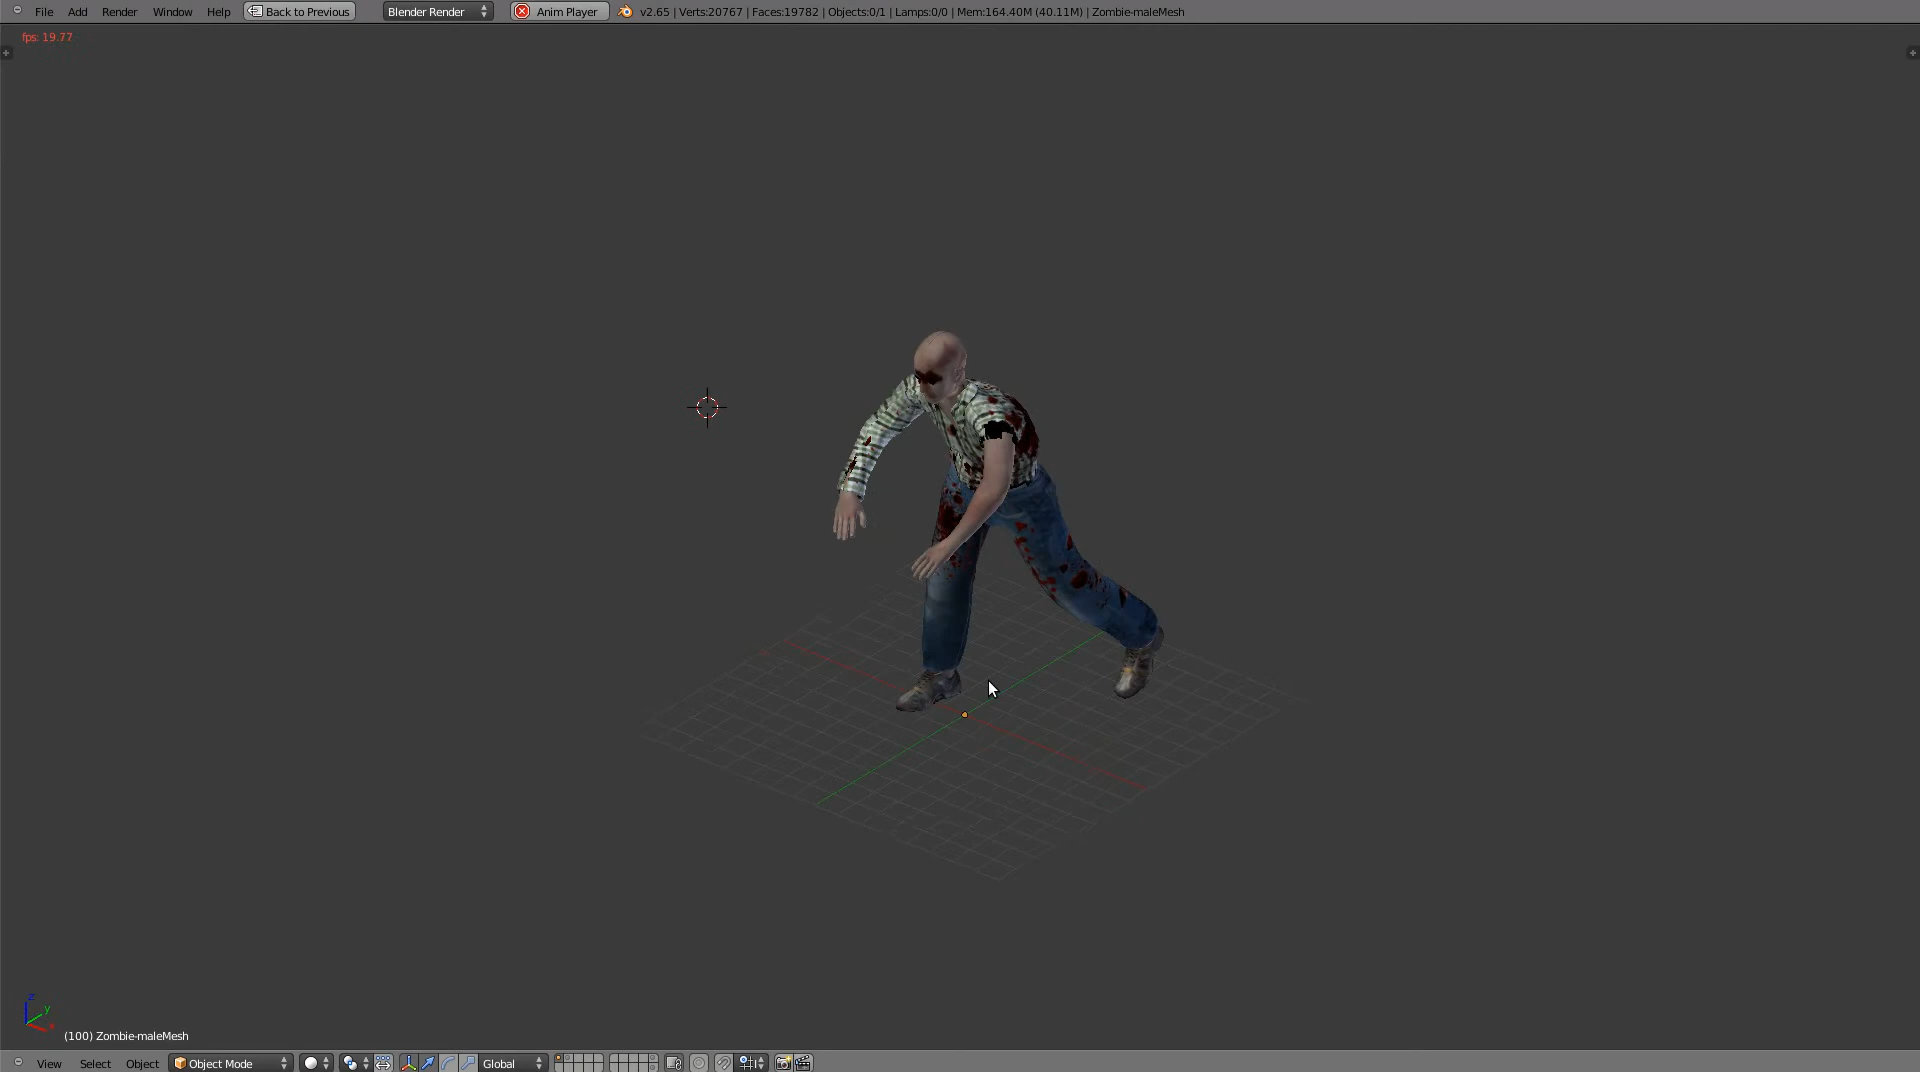 File Add Render Window Help Back to Previous Blender Render Anim Player v2.65 | Verts:20767 | Faces:19782 | Objects:0/1 | Lamps:0/0 | Mem:164.40M (40.11M) | Zombie-maleMesh
fps: 19.77
z
y
x
(100) Zombie-maleMesh
View Select Object Object Mode Global